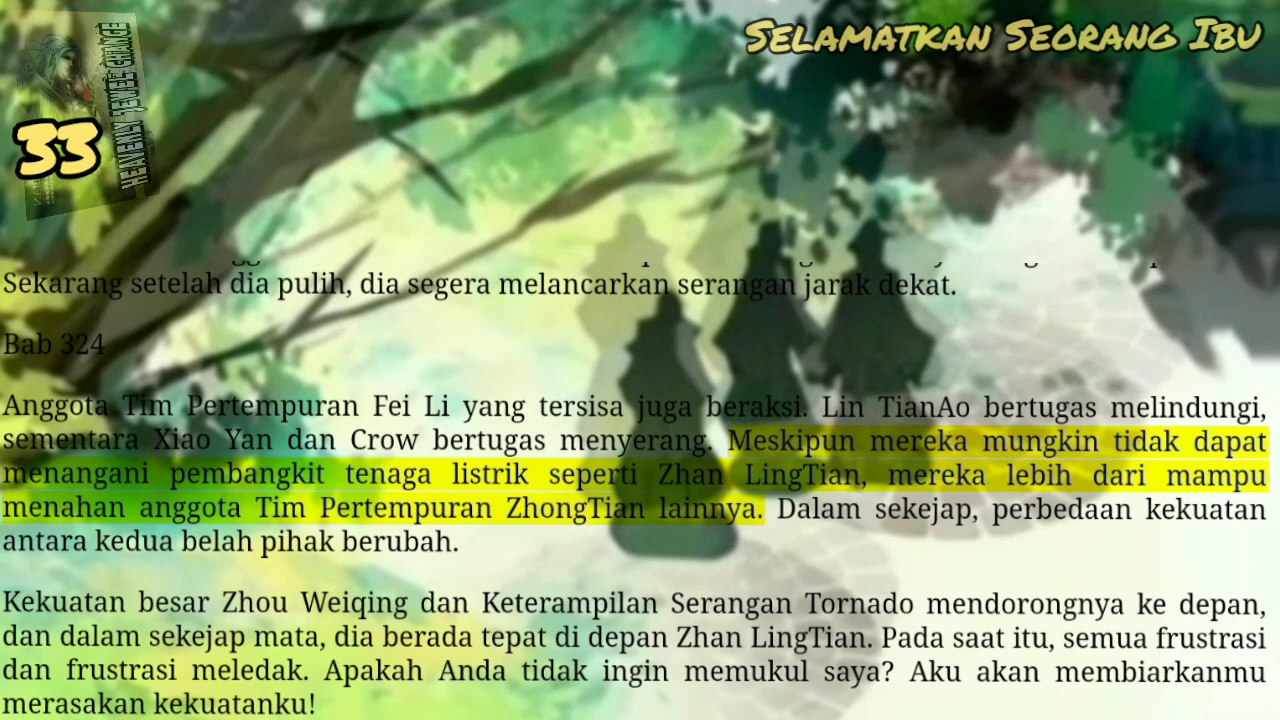 Selamatkan Seorang Ibu
HEAVENLY JEWEL CHANGE
33
Sekarang setelah dia pulih, dia segera melancarkan serangan jarak dekat.
Bab 324
Anggota Tim Pertempuran Fei Li yang tersisa juga beraksi. Lin TianAo bertugas melindungi,
sementara Xiao Yan dan Crow bertugas menyerang. Meskipun mereka mungkin tidak dapat
menangani pembangkit tenaga listrik seperti Zhan LingTian, mereka lebih dari mampu
menahan anggota Tim Pertempuran ZhongTian lainnya. Dalam sekejap, perbedaan kekuatan
antara kedua belah pihak berubah.
Kekuatan besar Zhou Weiqing dan Keterampilan Serangan Tornado mendorongnya ke depan,
dan dalam sekejap mata, dia berada tepat di depan Zhan LingTian. Pada saat itu, semua frustrasi
dan frustrasi meledak. Apakah Anda tidak ingin memukul saya? Aku akan membiarkanmu
merasakan kekuatanku!